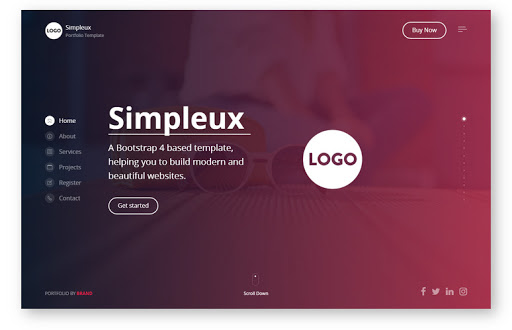 LOGO
Simpleux
Portfolio Template
Buy Now
Home
About
Services
Projects
Register
Contact
Simpleux
A Bootstrap 4 based template,
helping you to build modern and
beautiful websites.
Get started
LOGO
PORTFOLIO BY BRAND
Scroll Down